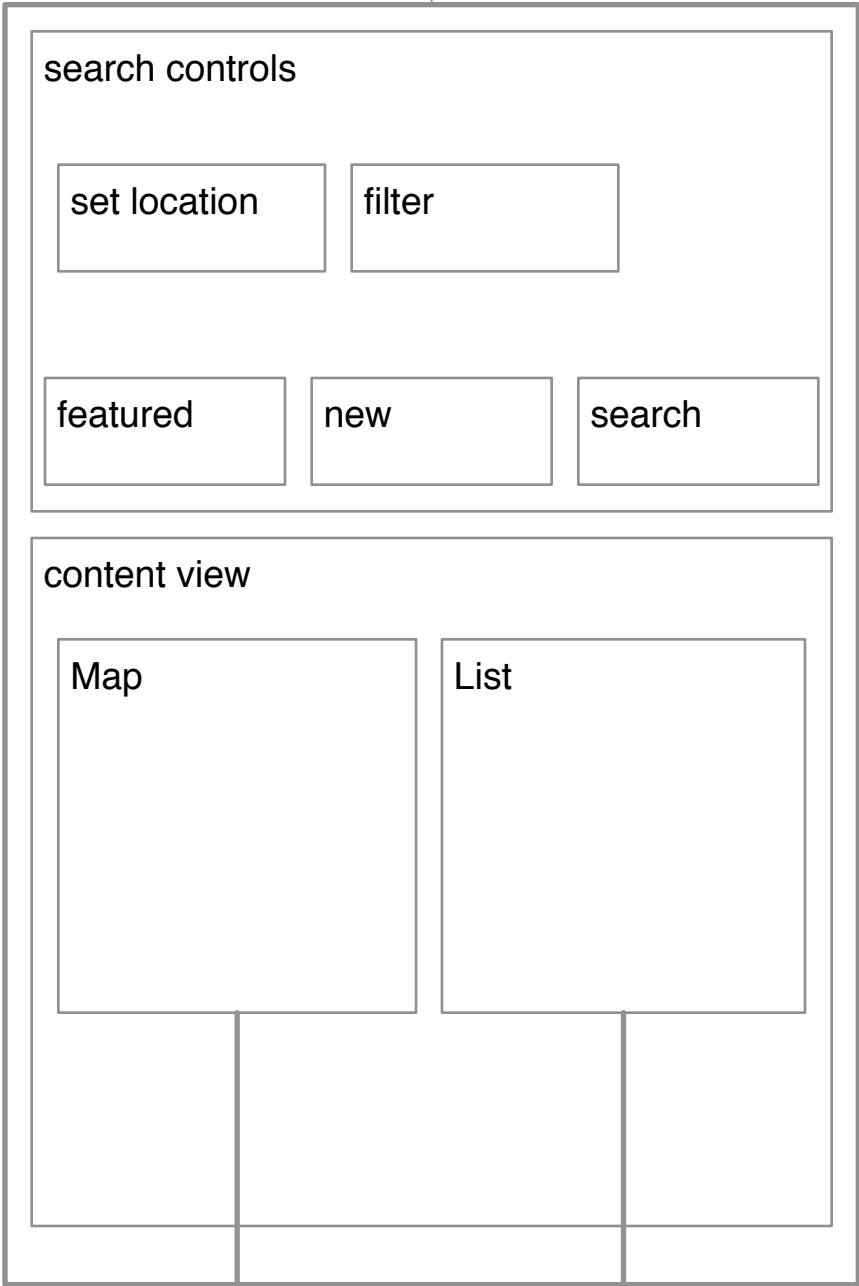 search controls
set location
filter
featured
new
search
content view
Map
List